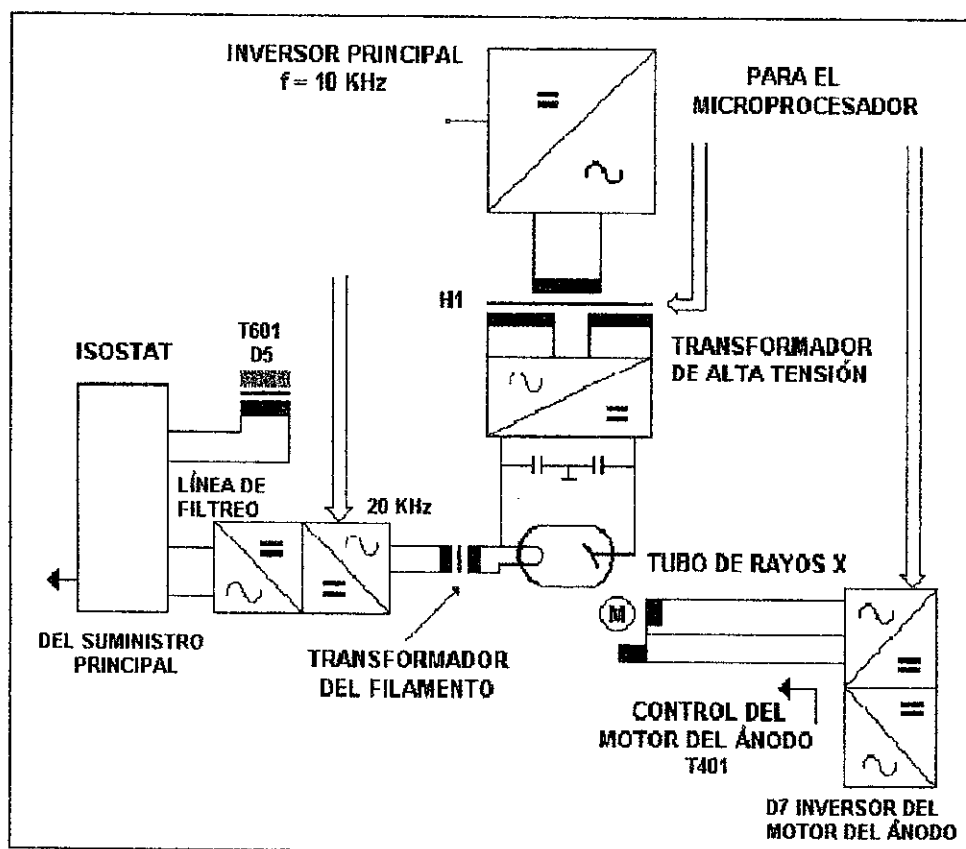 INVERSOR PRINCIPAL
f = 10 KHz
PARA EL
MICROPROCESADOR
H1
T601
D5
ISOSTAT
TRANSFORMADOR
DE ALTA TENSIÓN
LÍNEA DE
FILTREO
20 KHz
TUBO DE RAYOS X
M
DEL SUMINISTRO
PRINCIPAL
TRANSFORMADOR
DEL FILAMENTO
CONTROL DEL
MOTOR DEL ÁNODO
T401
D7 INVERSOR DEL
MOTOR DEL ÁNODO